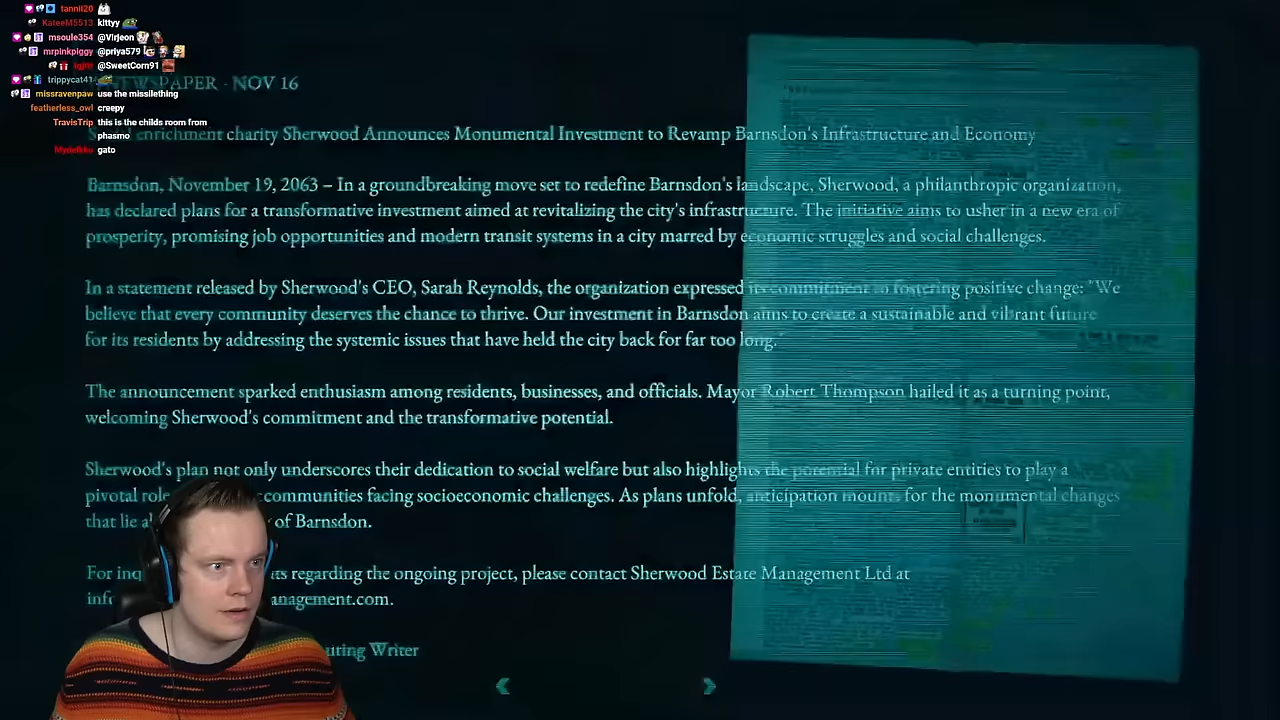 tannii20
KateeM5513 kittyy
msoule354 @Virjeon
mrpinkpiggy @priya579
@SweetCorn91
trippycat41
missravenpaw use the missilething
featherless_owl creepy
TravisTrip this is the childs room from
phasmo
gato
WSPAPER - NOV 16
enrichment charity Sherwood Announces Monumental Investment to Revamp Barnsdon's Infrastructure and Economy
Barnsdon, November 19, 2063 – In a groundbreaking move set to redefine Barnsdon's landscape, Sherwood, a philanthropic organization,
has declared plans for a transformative investment aimed at revitalizing the city's infrastructure. The initiative aims to usher in a new era of
prosperity, promising job opportunities and modern transit systems in a city marred by economic struggles and social challenges.
In a statement released by Sherwood's CEO, Sarah Reynolds, the organization expressed its commitment to fostering positive change: "We
believe that every community deserves the chance to thrive. Our investment in Barnsdon aims to create a sustainable and vibrant future
for its residents by addressing the systemic issues that have held the city back for far too long."
The announcement sparked enthusiasm among residents, businesses, and officials. Mayor Robert Thompson hailed it as a turning point,
welcoming Sherwood's commitment and the transformative potential.
Sherwood's plan not only underscores their dedication to social welfare but also highlights the potential for private entities to play a
pivotal role communities facing socioeconomic challenges. As plans unfold, anticipation mounts for the monumental changes
that lie of Barnsdon.
For inq ts regarding the ongoing project, please contact Sherwood Estate Management Ltd at
anagement.com.
uting Writer